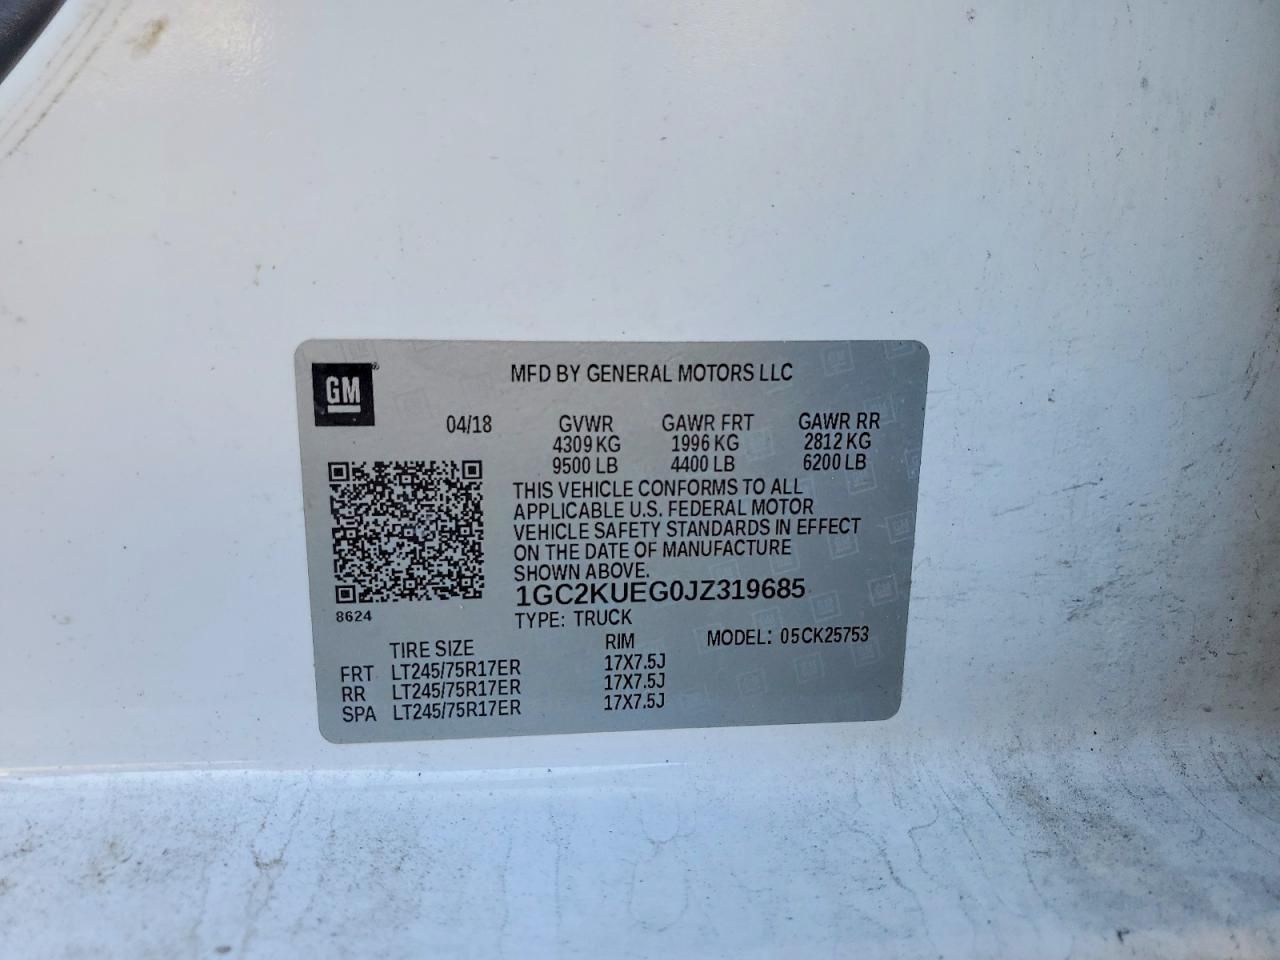 GM
MFD BY GENERAL MOTORS LLC
04/18 GVWR GAWR FRT GAWR RR
4309 KG 1996 KG 2812 KG
9500 LB 4400 LB 6200 LB
THIS VEHICLE CONFORMS TO ALL
APPLICABLE U.S. FEDERAL MOTOR
VEHICLE SAFETY STANDARDS IN EFFECT
ON THE DATE OF MANUFACTURE
SHOWN ABOVE.
1GC2KUEG0JZ319685
8624
TYPE: TRUCK
TIRE SIZE RIM MODEL: 05CK25753
FRT LT245/75R17ER 17X7.5J
RR LT245/75R17ER 17X7.5J
SPA LT245/75R17ER 17X7.5J